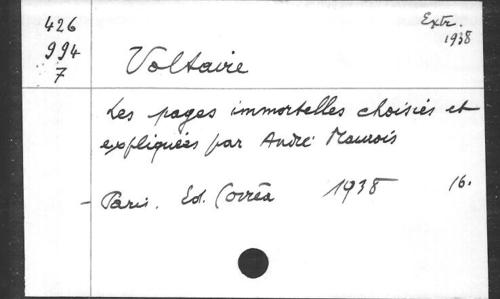 426
994
7
Extr.
1938
Voltaire
Les pages immortelles choisies et
expliquées par André Maurois
- Paris. Ed. Corrêa 1938 16.